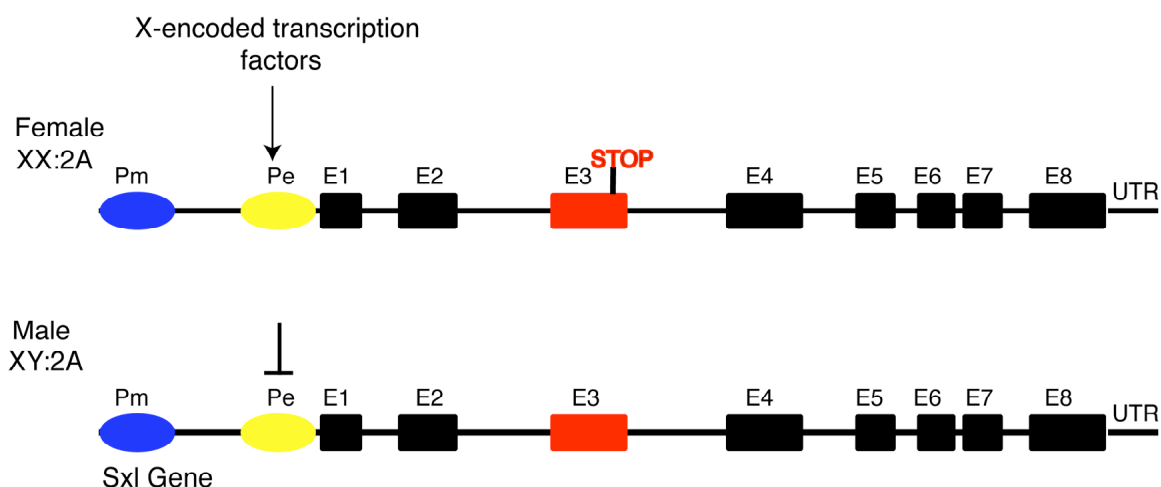 X-encoded transcription
factors
Female
XX:2A
STOP
Pm Pe E1 E2 E3 E4 E5 E6 E7 E8
UTR
Male
XY:2A
Pm Pe E1 E2 E3 E4 E5 E6 E7 E8
UTR
Sxl Gene